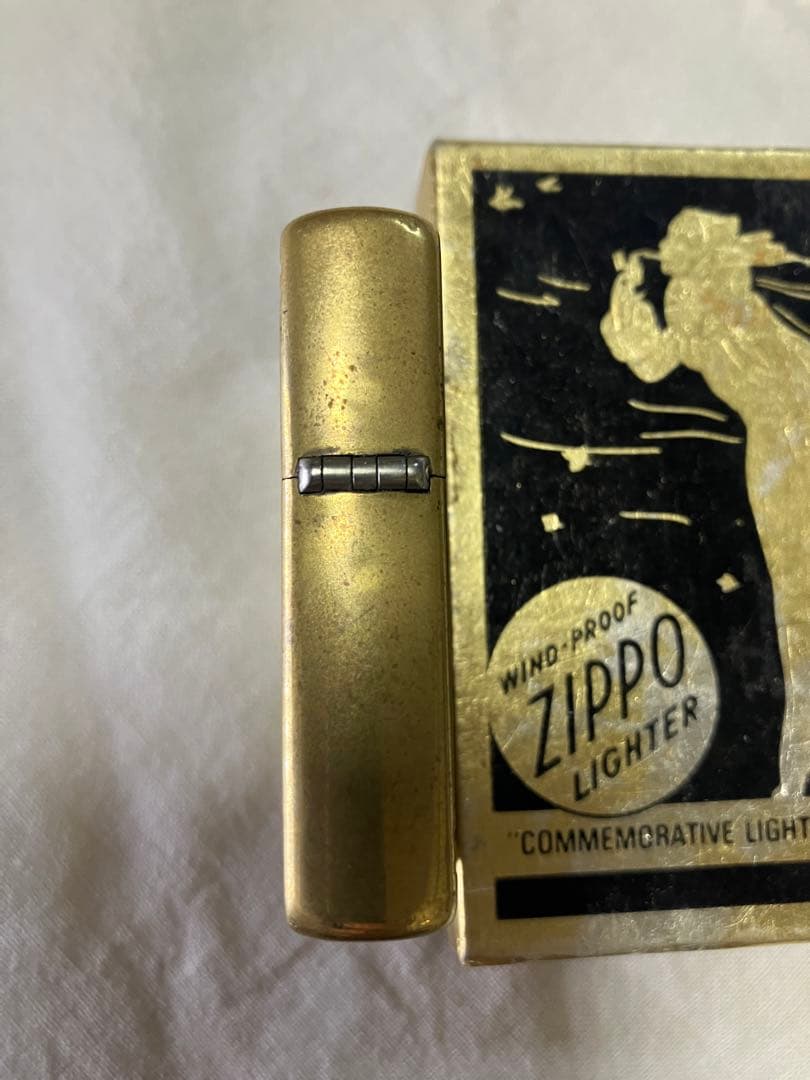 WIND-PROOF
ZIPPO
LIGHTER
"COMMEMORATIVE LIGHT